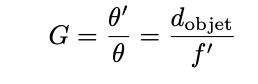 G = θ′/θ = d_objet/f′